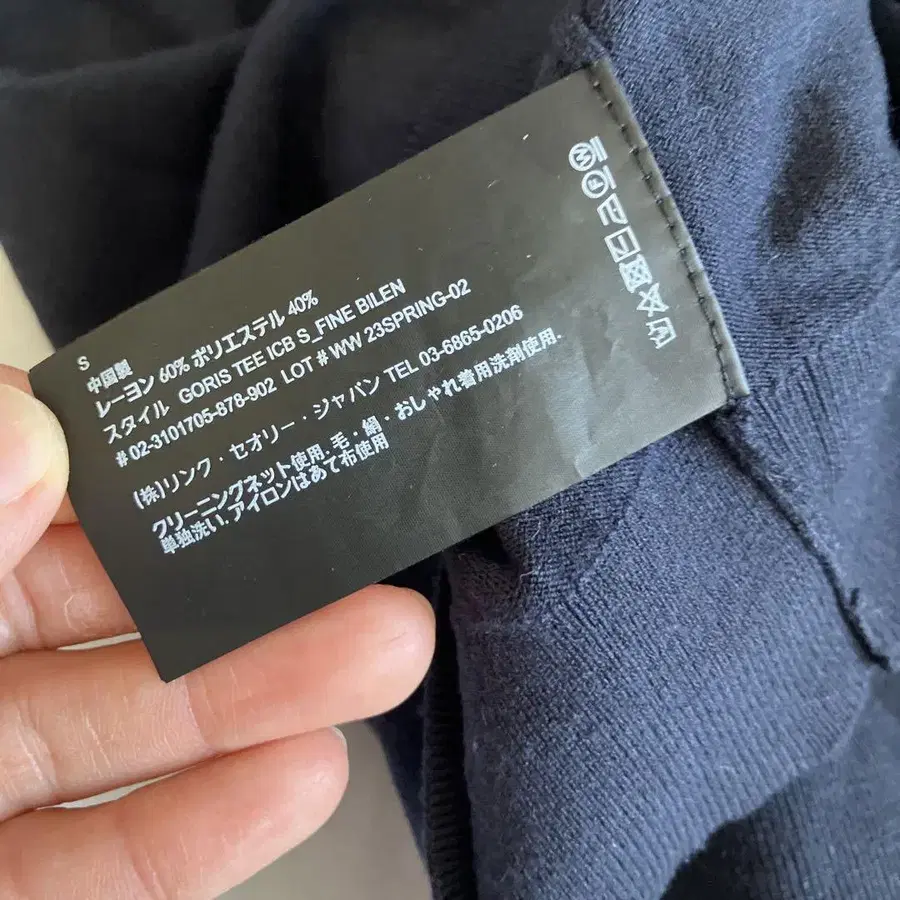 S
中国製
レーヨン 60% ポリエステル 40%
スタイル GORIS TEE ICB S_FINE BILEN
# 02-3101705-878-902 LOT # WW 23SPRING-02
(株)リンク・セオリー・ジャパン TEL 03-6865-0206
クリーニングネット使用.毛・絹・おしゃれ着用洗剤使用.
単独洗い.アイロンはあて布使用